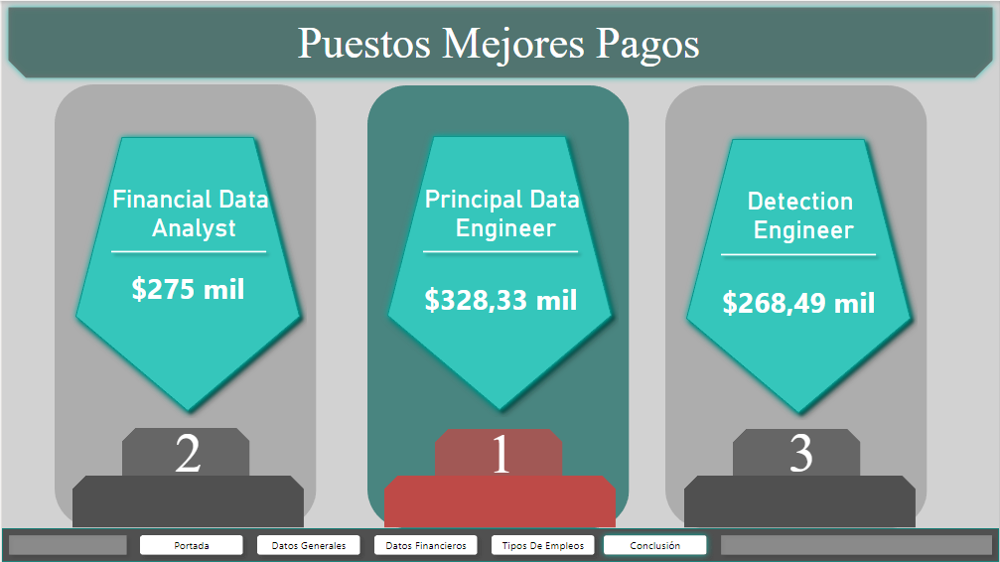 Puestos Mejores Pagos
Financial Data
Analyst
$275 mil
2
Principal Data
Engineer
$328,33 mil
1
Detection
Engineer
$268,49 mil
3
Portada
Datos Generales
Datos Financieros
Tipos De Empleos
Conclusión